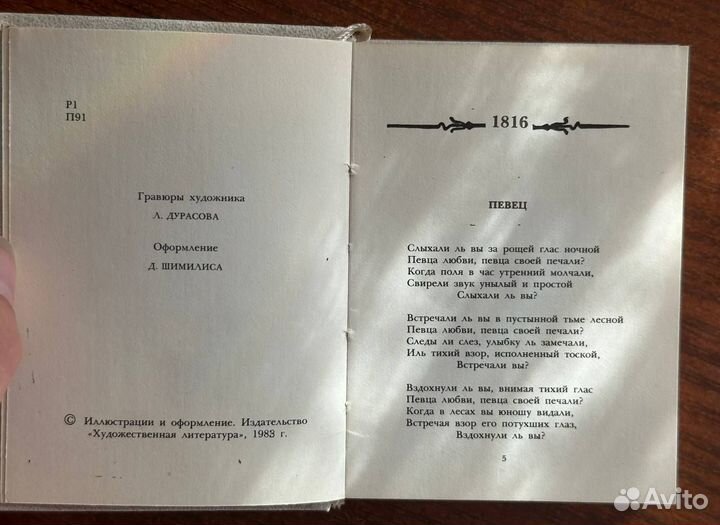 Р1
П91
Гравюры художника
Л. ДУРАСОВА
Оформление
Д. ШИМИЛИСА
© Иллюстрации и оформление. Издательство
«Художественная литература», 1983 г.
1816
ПЕВЕЦ
Слыхали ль вы за рощей глас ночной
Певца любви, певца своей печали?
Когда поля в час утренний молчали,
Свирели звук унылый и простой
Слыхали ль вы?
Встречали ль вы в пустынной тьме лесной
Певца любви, певца своей печали?
Следы ли слез, улыбку ль замечали,
Иль тихий взор, исполненный тоской,
Встречали вы?
Вздохнули ль вы, внимая тихий глас
Певца любви, певца своей печали?
Когда в лесах вы юношу видали,
Встречая взор его потухших глаз,
Вздохнули ль вы?
5
Avito